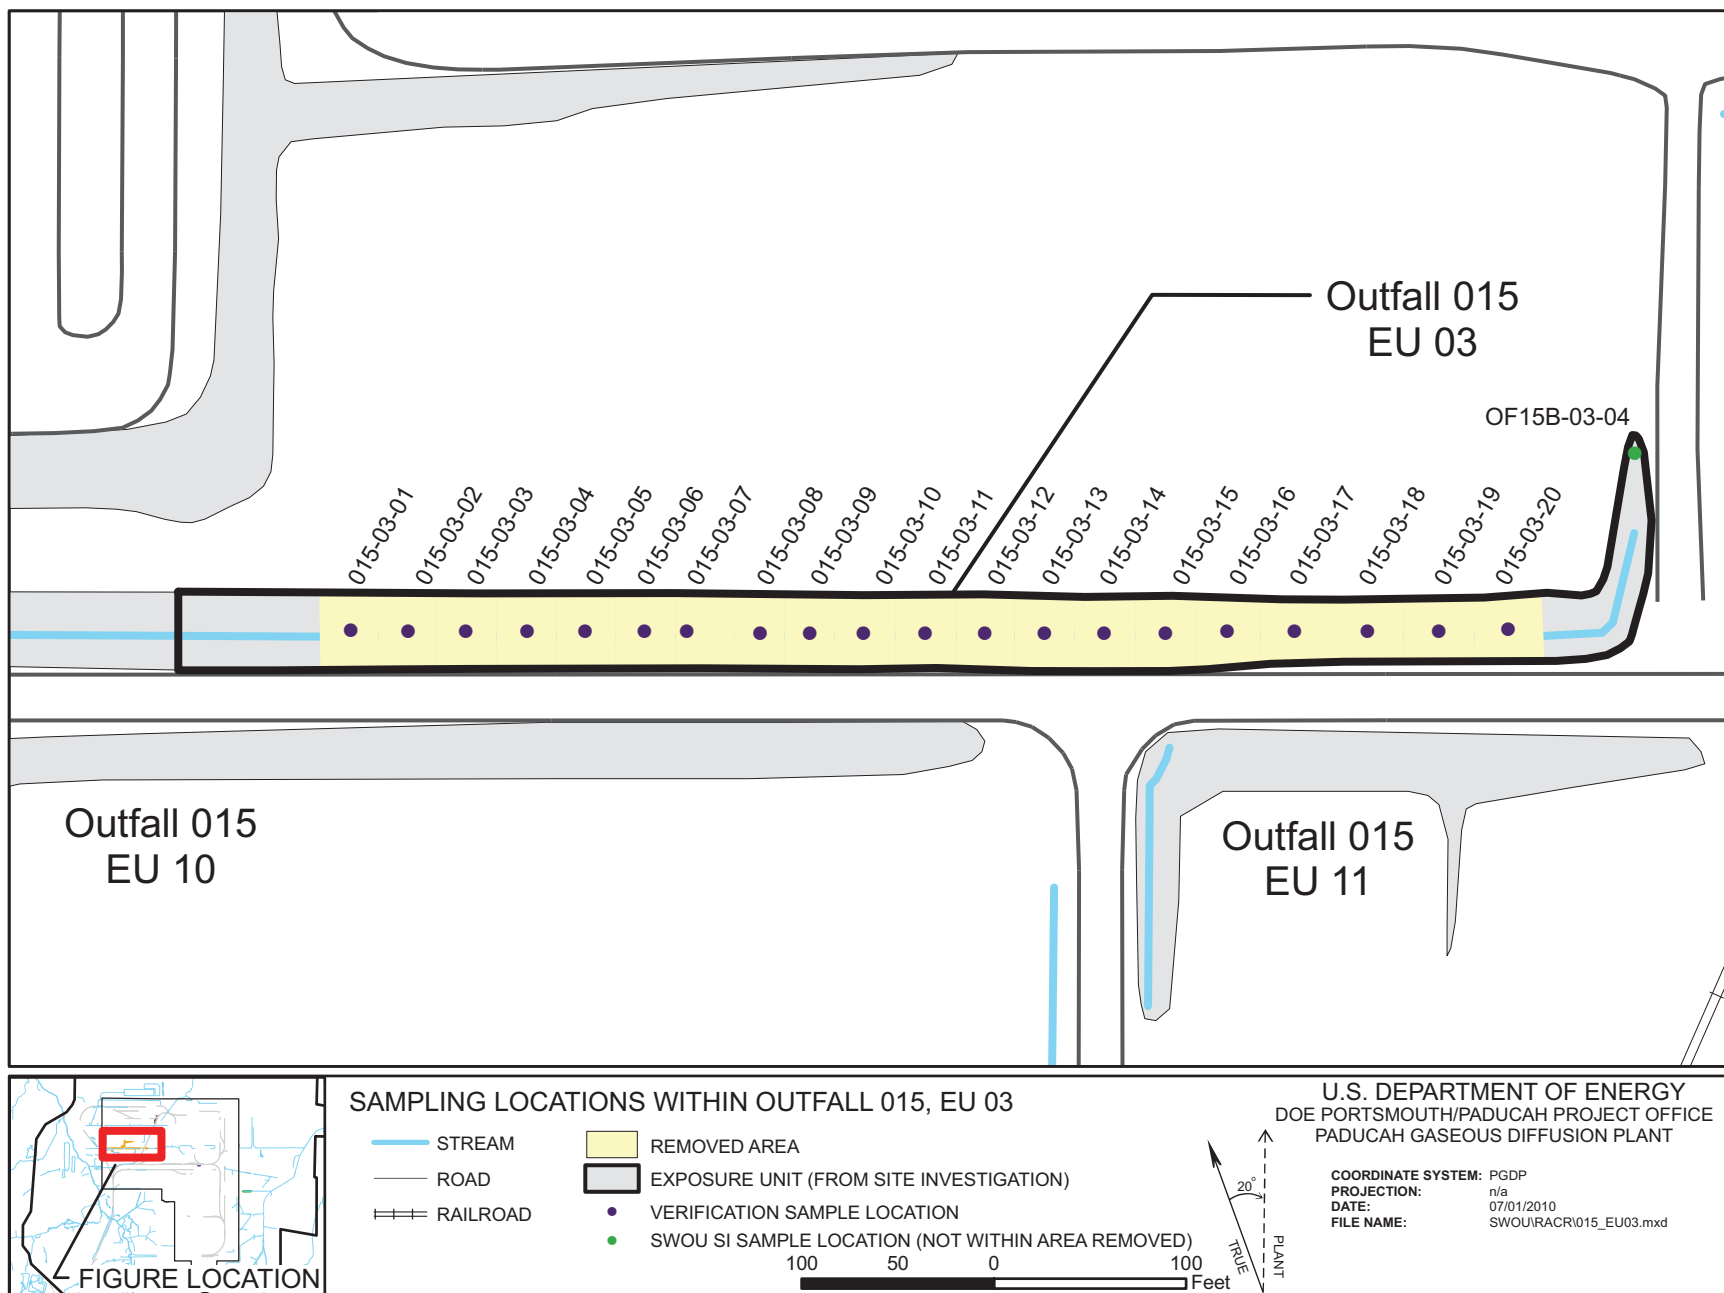 Outfall 015
EU 03
OF15B-03-04
015-03-01
015-03-02
015-03-03
015-03-04
015-03-05
015-03-06
015-03-07
015-03-08
015-03-09
015-03-10
015-03-11
015-03-12
015-03-13
015-03-14
015-03-15
015-03-16
015-03-17
015-03-18
015-03-19
015-03-20
Outfall 015
EU 10
Outfall 015
EU 11
FIGURE LOCATION
SAMPLING LOCATIONS WITHIN OUTFALL 015, EU 03
STREAM
ROAD
RAILROAD
REMOVED AREA
EXPOSURE UNIT (FROM SITE INVESTIGATION)
VERIFICATION SAMPLE LOCATION
SWOU SI SAMPLE LOCATION (NOT WITHIN AREA REMOVED)
100 50 0 100
Feet
20°
TRUE
PLANT
U.S. DEPARTMENT OF ENERGY
DOE PORTSMOUTH/PADUCAH PROJECT OFFICE
PADUCAH GASEOUS DIFFUSION PLANT
COORDINATE SYSTEM: PGDP
PROJECTION: n/a
DATE: 07/01/2010
FILE NAME: SWOU\RACR\015_EU03.mxd